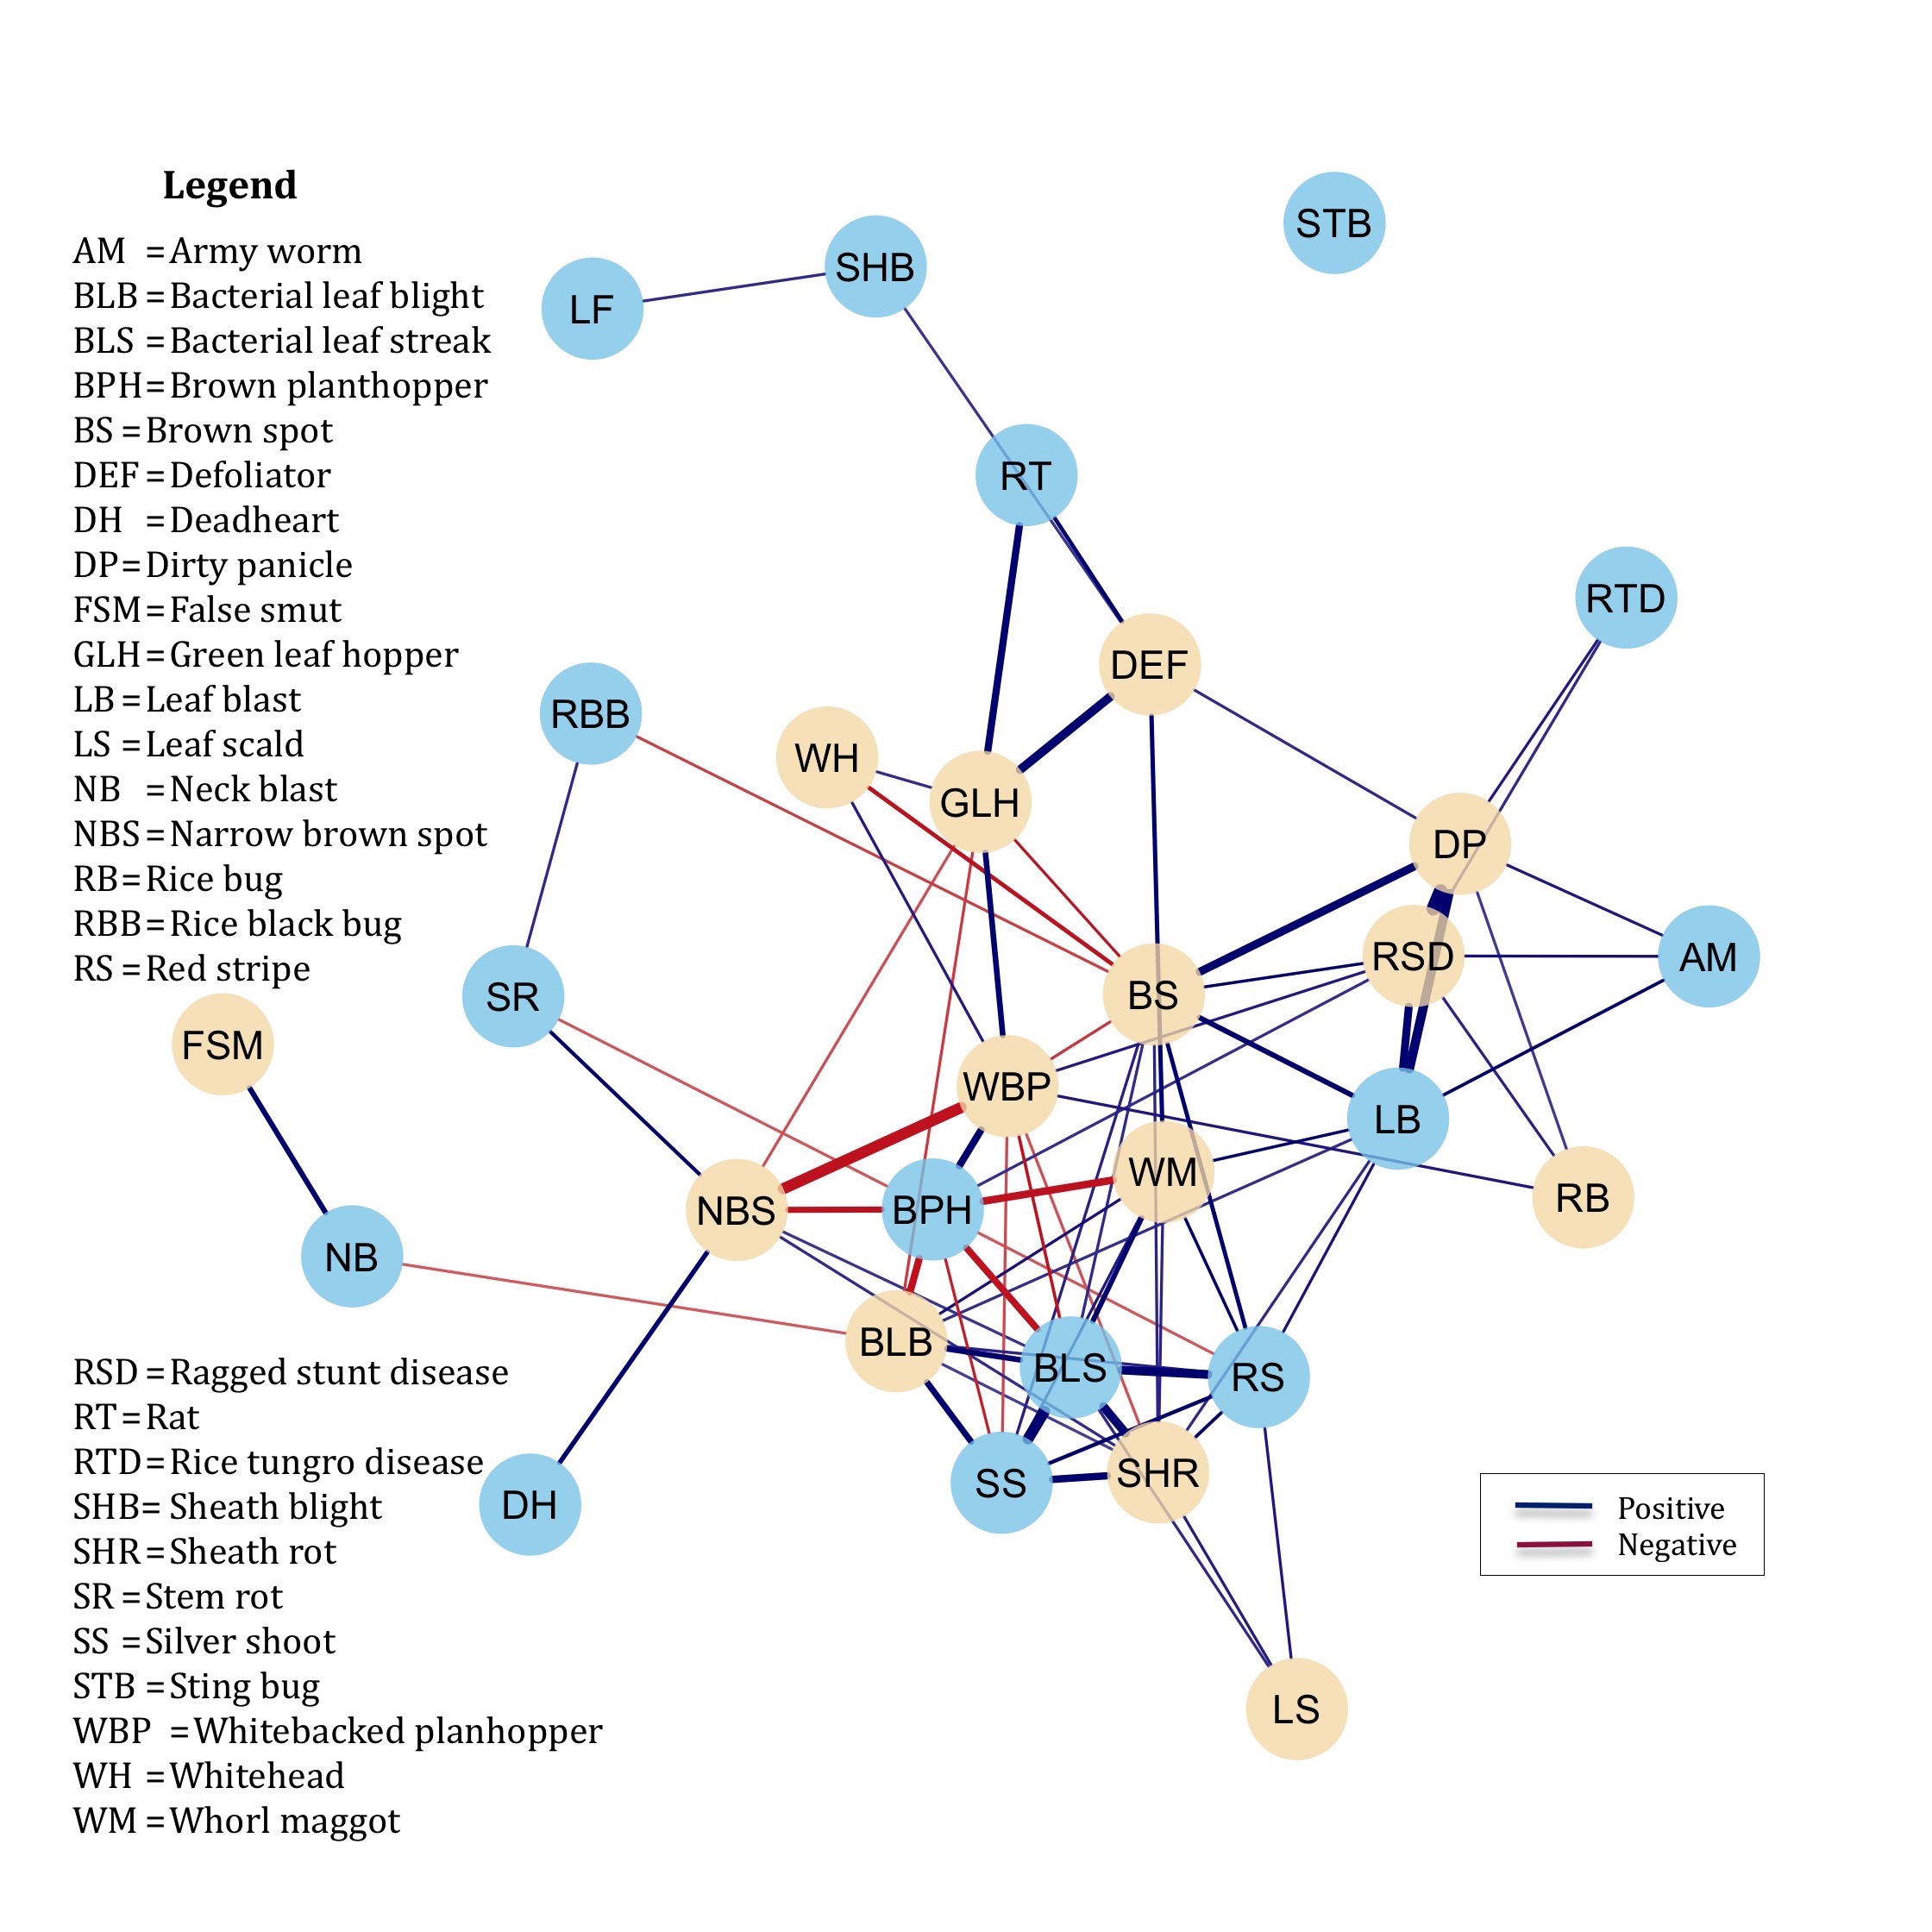 Legend
AM = Army worm
BLB = Bacterial leaf blight
BLS = Bacterial leaf streak
BPH = Brown planthopper
BS = Brown spot
DEF = Defoliator
DH = Deadheart
DP = Dirty panicle
FSM = False smut
GLH = Green leaf hopper
LB = Leaf blast
LS = Leaf scald
NB = Neck blast
NBS = Narrow brown spot
RB = Rice bug
RBB = Rice black bug
RS = Red stripe
RSD = Ragged stunt disease
RT = Rat
RTD = Rice tungro disease
SHB = Sheath blight
SHR = Sheath rot
SR = Stem rot
SS = Silver shoot
STB = Sting bug
WBP = Whitebacked planhopper
WH = Whitehead
WM = Whorl maggot
STB
SHB
LF
RT
RTD
DEF
RBB
WH
GLH
DP
RSD
AM
BS
SR
FSM
WBP
LB
WM
RB
NBS
BPH
NB
BLB
BLS
RS
SHR
SS
DH
LS
Positive
Negative